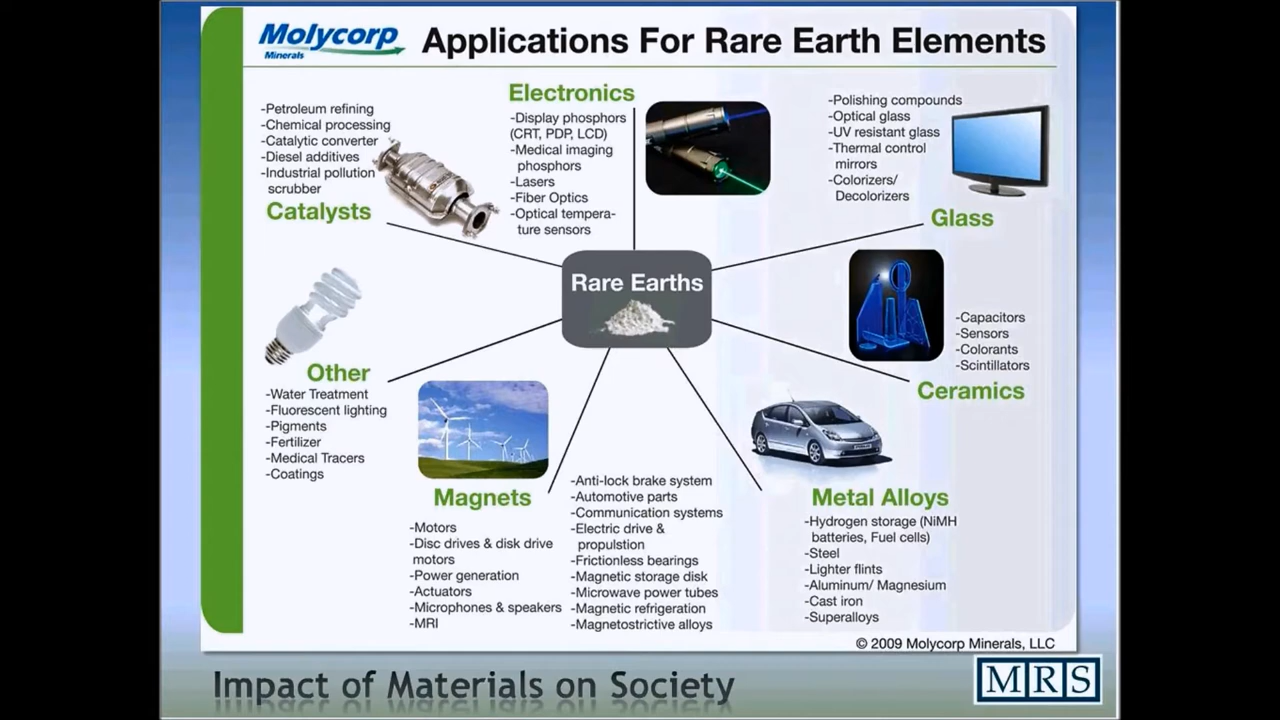 Molycorp
Minerals
Applications For Rare Earth Elements
-Petroleum refining
-Chemical processing
-Catalytic converter
-Diesel additives
-Industrial pollution
scrubber
Catalysts
Electronics
-Display phosphors
(CRT, PDP, LCD)
-Medical imaging
phosphors
-Lasers
-Fiber Optics
-Optical tempera-
ture sensors
-Polishing compounds
-Optical glass
-UV resistant glass
-Thermal control
mirrors
-Colorizers/
Decolorizers
Glass
Rare Earths
-Capacitors
-Sensors
-Colorants
-Scintillators
Ceramics
Other
-Water Treatment
-Fluorescent lighting
-Pigments
-Fertilizer
-Medical Tracers
-Coatings
Magnets
-Motors
-Disc drives & disk drive
motors
-Power generation
-Actuators
-Microphones & speakers
-MRI
-Anti-lock brake system
-Automotive parts
-Communication systems
-Electric drive &
propulstion
-Frictionless bearings
-Magnetic storage disk
-Microwave power tubes
-Magnetic refrigeration
-Magnetostrictive alloys
Metal Alloys
-Hydrogen storage (NiMH
batteries, Fuel cells)
-Steel
-Lighter flints
-Aluminum/ Magnesium
-Cast iron
-Superalloys
© 2009 Molycorp Minerals, LLC
Impact of Materials on Society
MRS